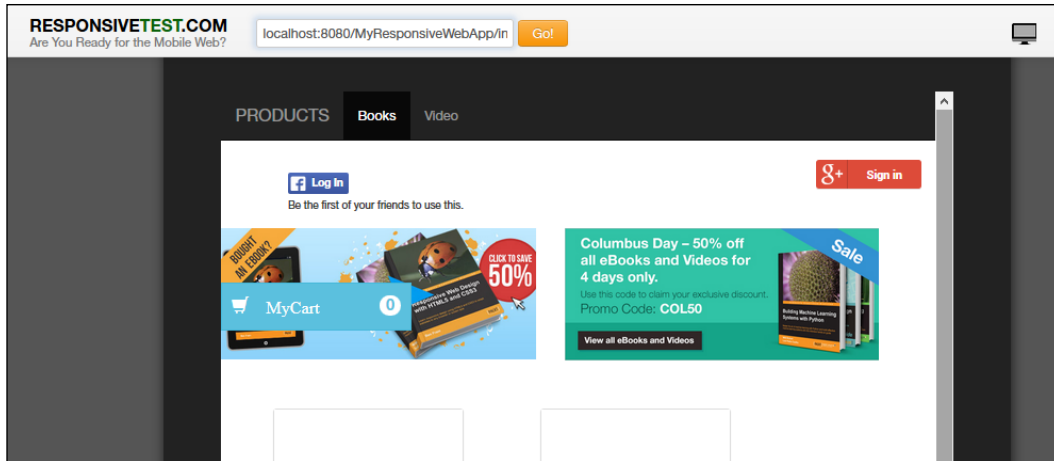 RESPONSIVETEST.COM
Are You Ready for the Mobile Web?
localhost:8080/MyResponsiveWebApp/in
Go!
PRODUCTS Books Video
f Log In
Be the first of your friends to use this.
g+ Sign in
BOUGHT
AN EBOOK?
CLICK TO SAVE
50%
Responsive Web Design
with HTML5 and CSS3
MyCart 0
Columbus Day – 50% off
all eBooks and Videos for
4 days only.
Use this code to claim your exclusive discount.
Promo Code: COL50
View all eBooks and Videos
Sale
Building Machine Learning
Systems with Python